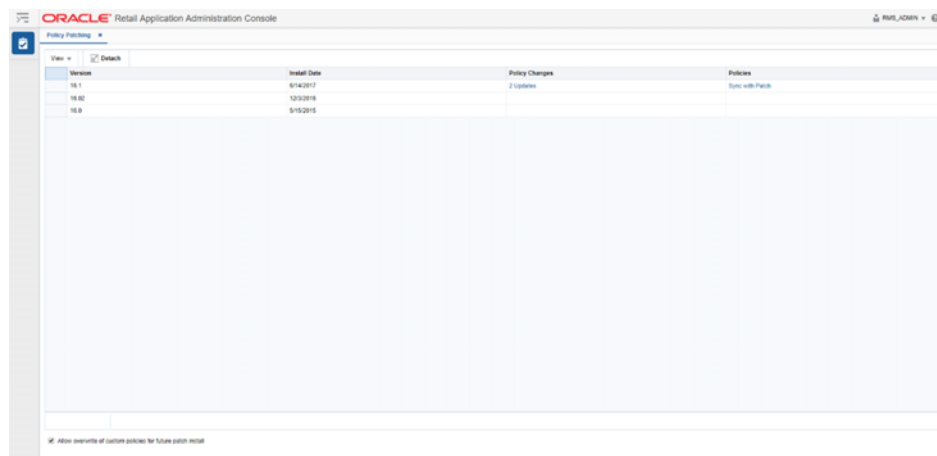 ORACLE® Retail Application Administration Console RMS_ADMIN
Policy Patching ×
View Detach
Version Install Date Policy Changes Policies
16.1 6/14/2017 2 Updates Sync with Patch
16.02 12/3/2016
15.0 5/15/2015
Allow overwrite of custom policies for future patch install